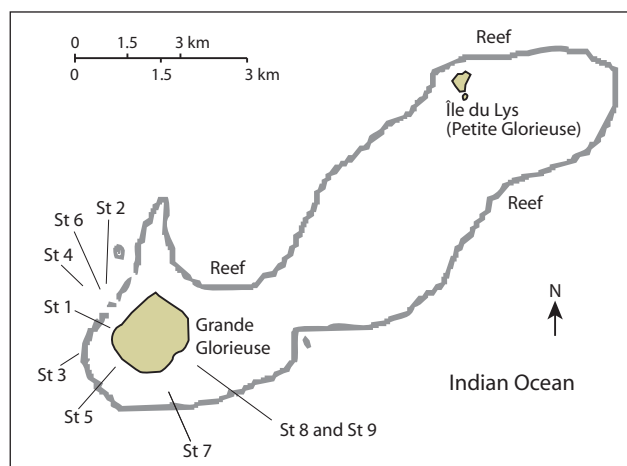 0 1.5 3 km
0 1.5 3 km
Reef
Île du Lys
(Petite Glorieuse)
Reef
St 2
St 6
St 4
Reef
N
St 1
Grande
Glorieuse
St 3
Indian Ocean
St 5
St 8 and St 9
St 7